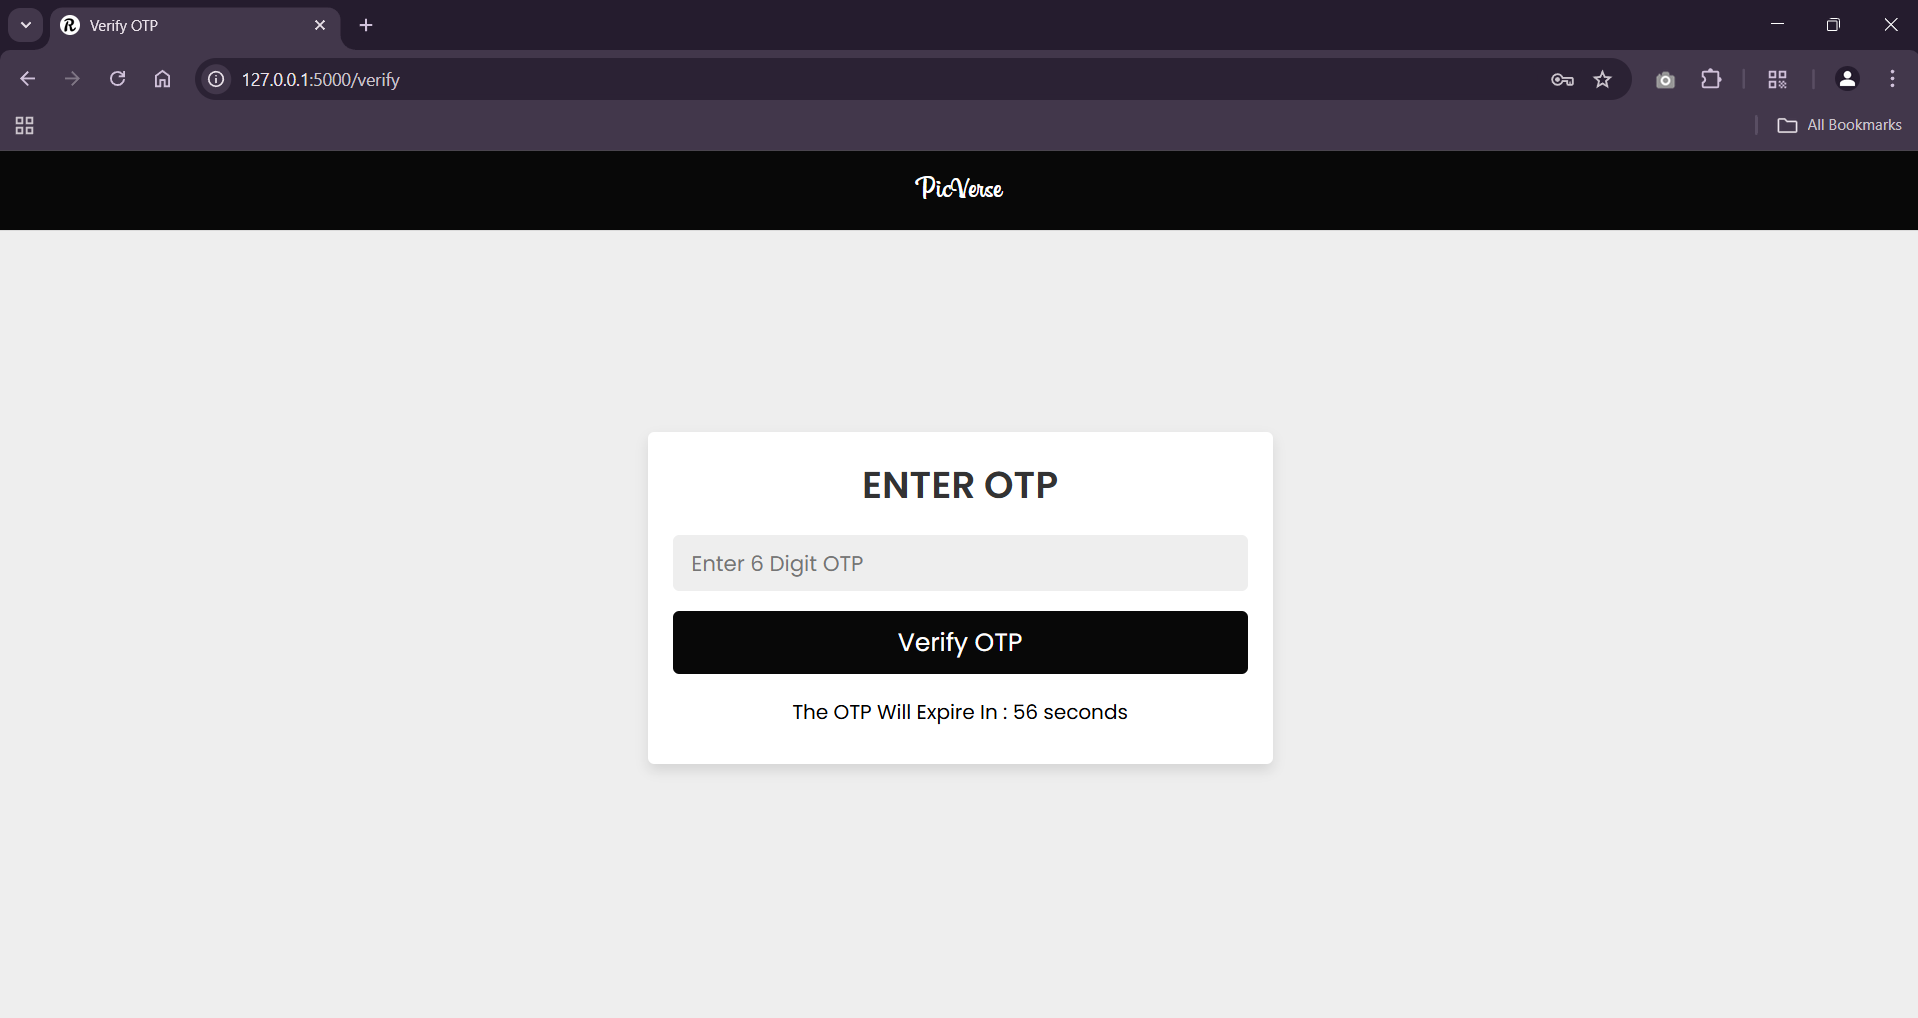 Verify OTP
127.0.0.1:5000/verify
All Bookmarks
PicVerse
ENTER OTP
Enter 6 Digit OTP
Verify OTP
The OTP Will Expire In : 56 seconds